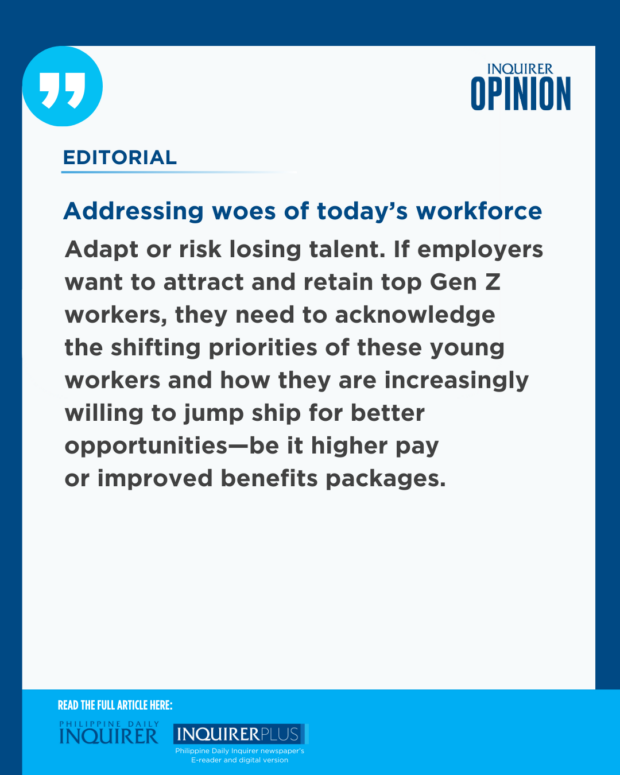 INQUIRER
OPINION
EDITORIAL
Addressing woes of today’s workforce
Adapt or risk losing talent. If employers
want to attract and retain top Gen Z
workers, they need to acknowledge
the shifting priorities of these young
workers and how they are increasingly
willing to jump ship for better
opportunities—be it higher pay
or improved benefits packages.
READ THE FULL ARTICLE HERE:
PHILIPPINE DAILY
INQUIRER
INQUIRERPLUS
Philippine Daily Inquirer newspaper's
E-reader and digital version